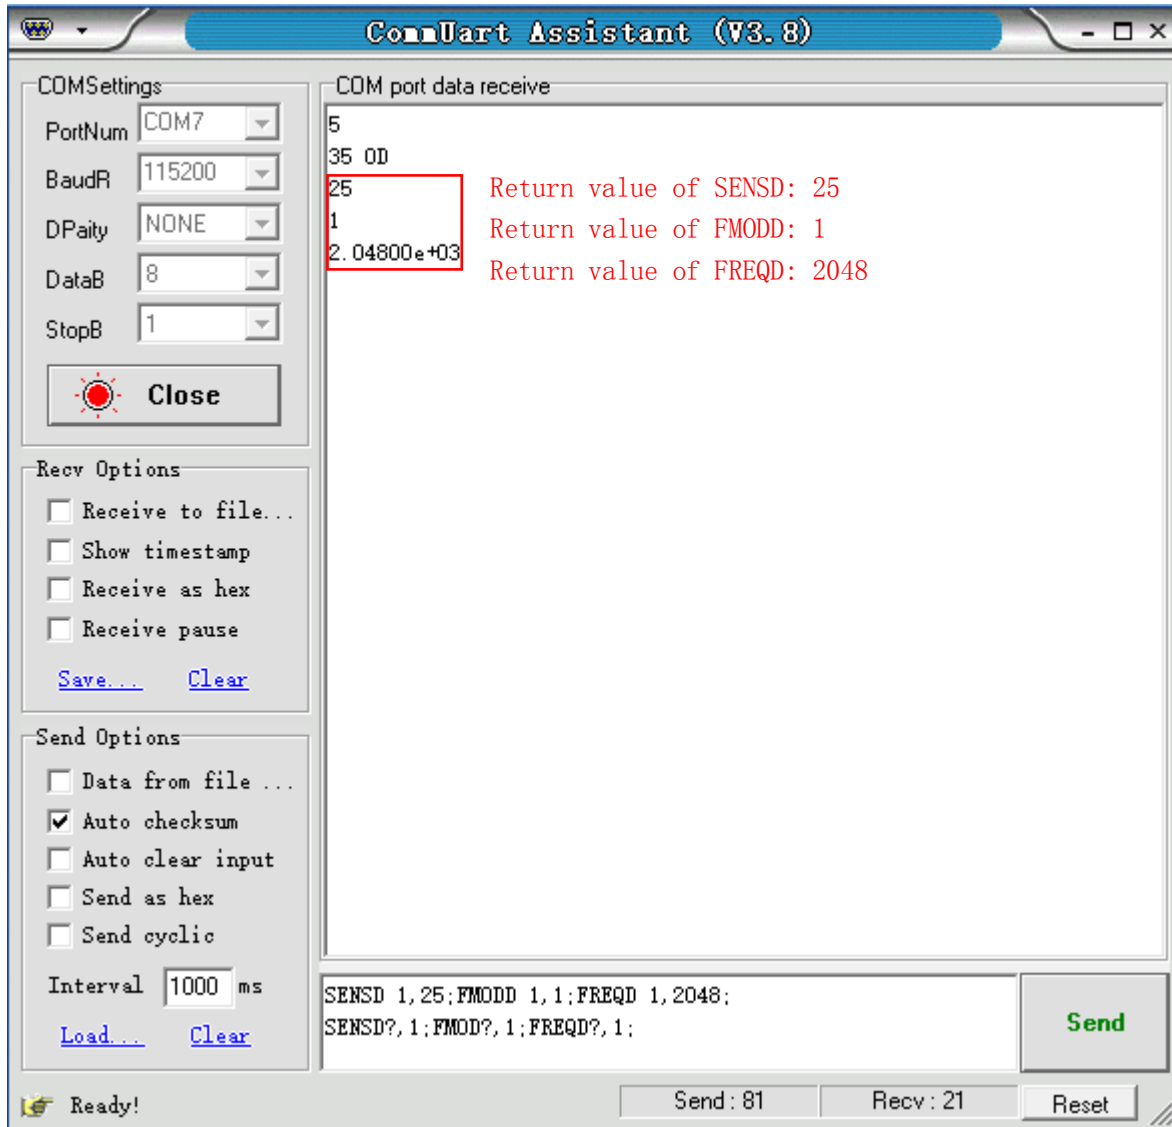 CommUart Assistant (V3.8)
COMSettings
PortNum COM7
BaudR 115200
DPaity NONE
DataB 8
StopB 1
Close
Recv Options
Receive to file...
Show timestamp
Receive as hex
Receive pause
Save... Clear
Send Options
Data from file ...
Auto checksum
Auto clear input
Send as hex
Send cyclic
Interval 1000 ms
Load... Clear
COM port data receive
5
35 0D
25 Return value of SENSD: 25
1 Return value of FMODD: 1
2.04800e+03 Return value of FREQD: 2048
SENSD 1,25;FMODD 1,1;FREQD 1,2048;
SENSD?,1;FMOD?,1;FREQD?,1;
Send
Ready! Send : 81 Recv : 21 Reset